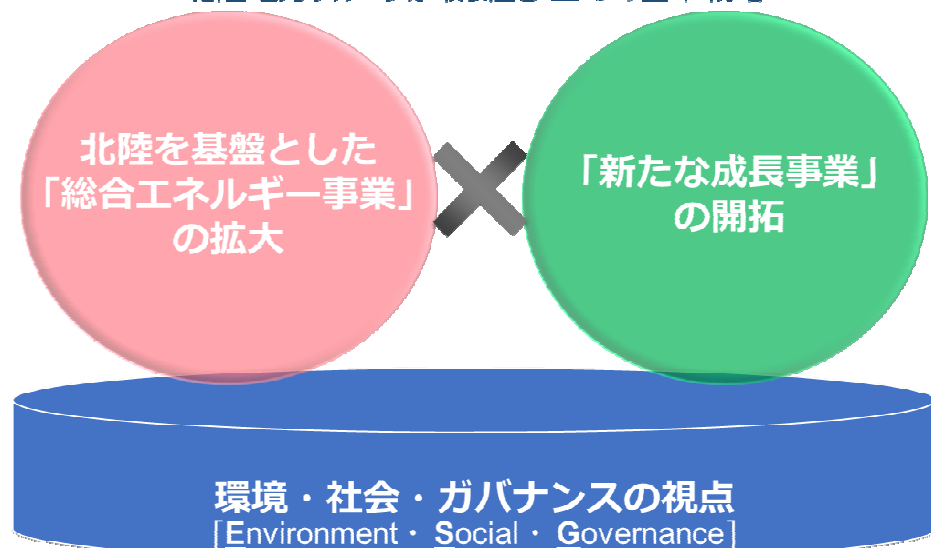 北陸を基盤とした
「総合エネルギー事業」
の拡大
「新たな成長事業」
の開拓
環境・社会・ガバナンスの視点
［Environment・Social・Governance］